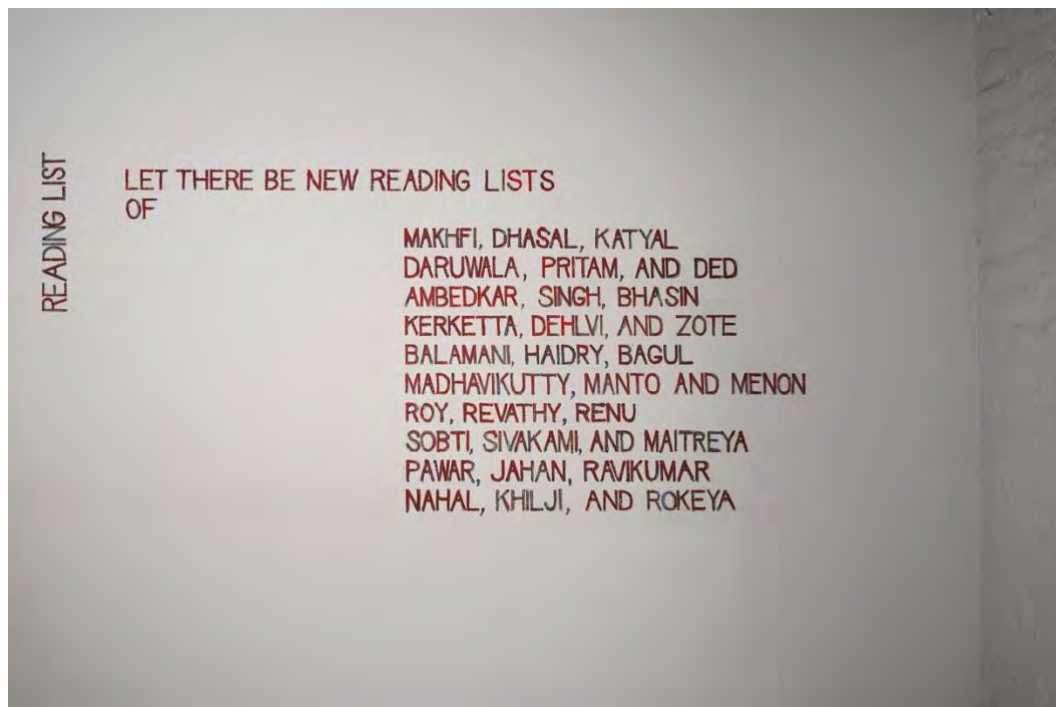 READING LIST
LET THERE BE NEW READING LISTS
OF
MAKHFI, DHASAL, KATYAL
DARUWALA, PRITAM, AND DED
AMBEDKAR, SINGH, BHASIN
KERKETTA, DEHLVI, AND ZOTE
BALAMANI, HAIDRY, BAGUL
MADHAVIKUTTY, MANTO AND MENON
ROY, REVATHY, RENU
SOBTI, SIVAKAMI, AND MAITREYA
PAWAR, JAHAN, RAVIKUMAR
NAHAL, KHILJI, AND ROKEYA